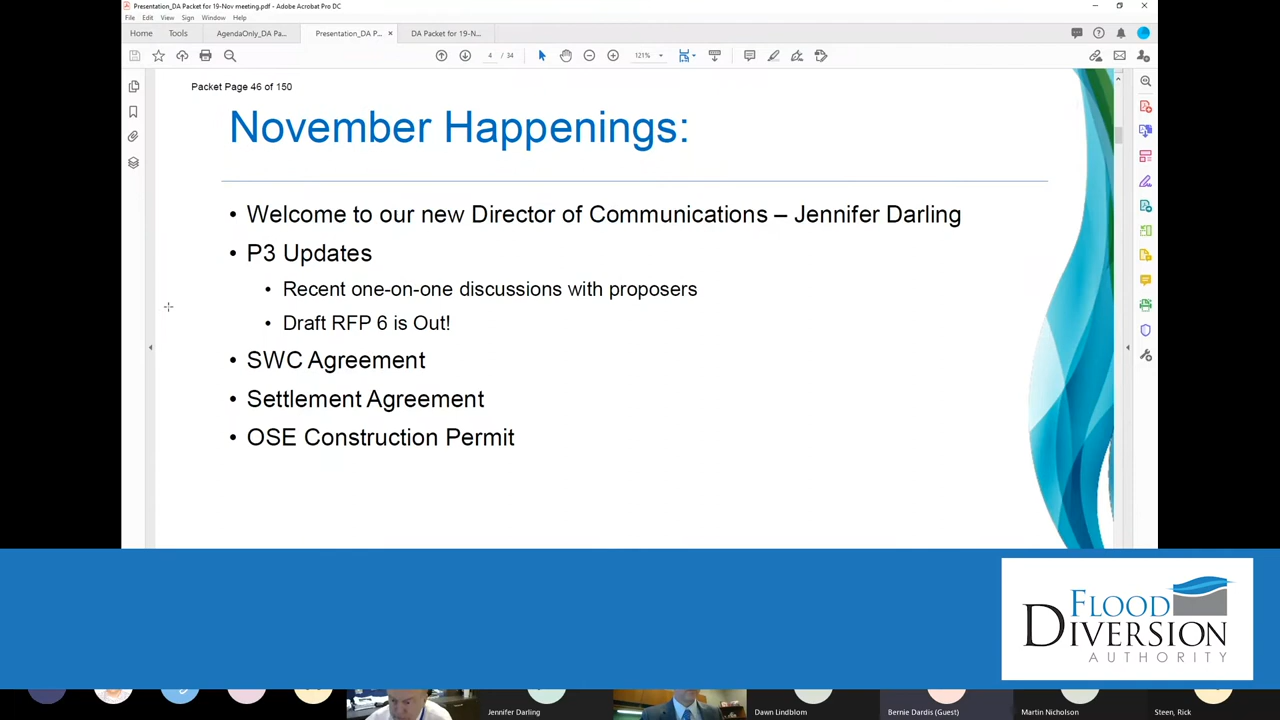 Presentation_DA Packet for 19-Nov meeting.pdf - Adobe Acrobat Pro DC
File Edit View Sign Window Help
Home Tools AgendaOnly_DA Pa... Presentation_DA P... × DA Packet for 19-N...
4 / 34 121%
Packet Page 46 of 150
November Happenings:
• Welcome to our new Director of Communications – Jennifer Darling
• P3 Updates
• Recent one-on-one discussions with proposers
• Draft RFP 6 is Out!
• SWC Agreement
• Settlement Agreement
• OSE Construction Permit
FLOOD
DIVERSION
AUTHORITY
Jennifer Darling Dawn Lindblom Bernie Dardis (Guest) Martin Nicholson Steen, Rick